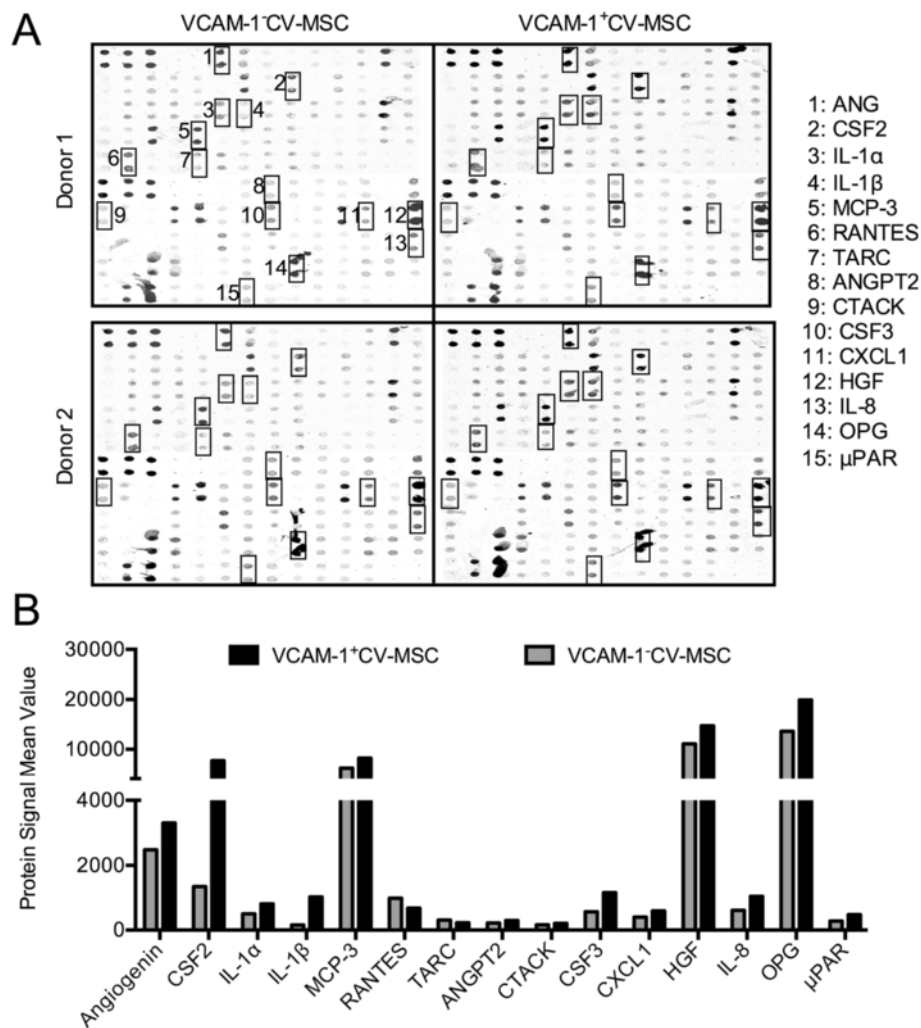 A
VCAM-1⁻CV-MSC
VCAM-1⁺CV-MSC
Donor 1
1
2
3
4
5
6
7
8
9
10
11
12
13
14
15
Donor 2
1: ANG
2: CSF2
3: IL-1α
4: IL-1β
5: MCP-3
6: RANTES
7: TARC
8: ANGPT2
9: CTACK
10: CSF3
11: CXCL1
12: HGF
13: IL-8
14: OPG
15: µPAR
B
VCAM-1⁺CV-MSC
VCAM-1⁻CV-MSC
Protein Signal Mean Value
30000
20000
10000
4000
2000
0
Angiogenin
CSF2
IL-1α
IL-1β
MCP-3
RANTES
TARC
ANGPT2
CTACK
CSF3
CXCL1
HGF
IL-8
OPG
µPAR